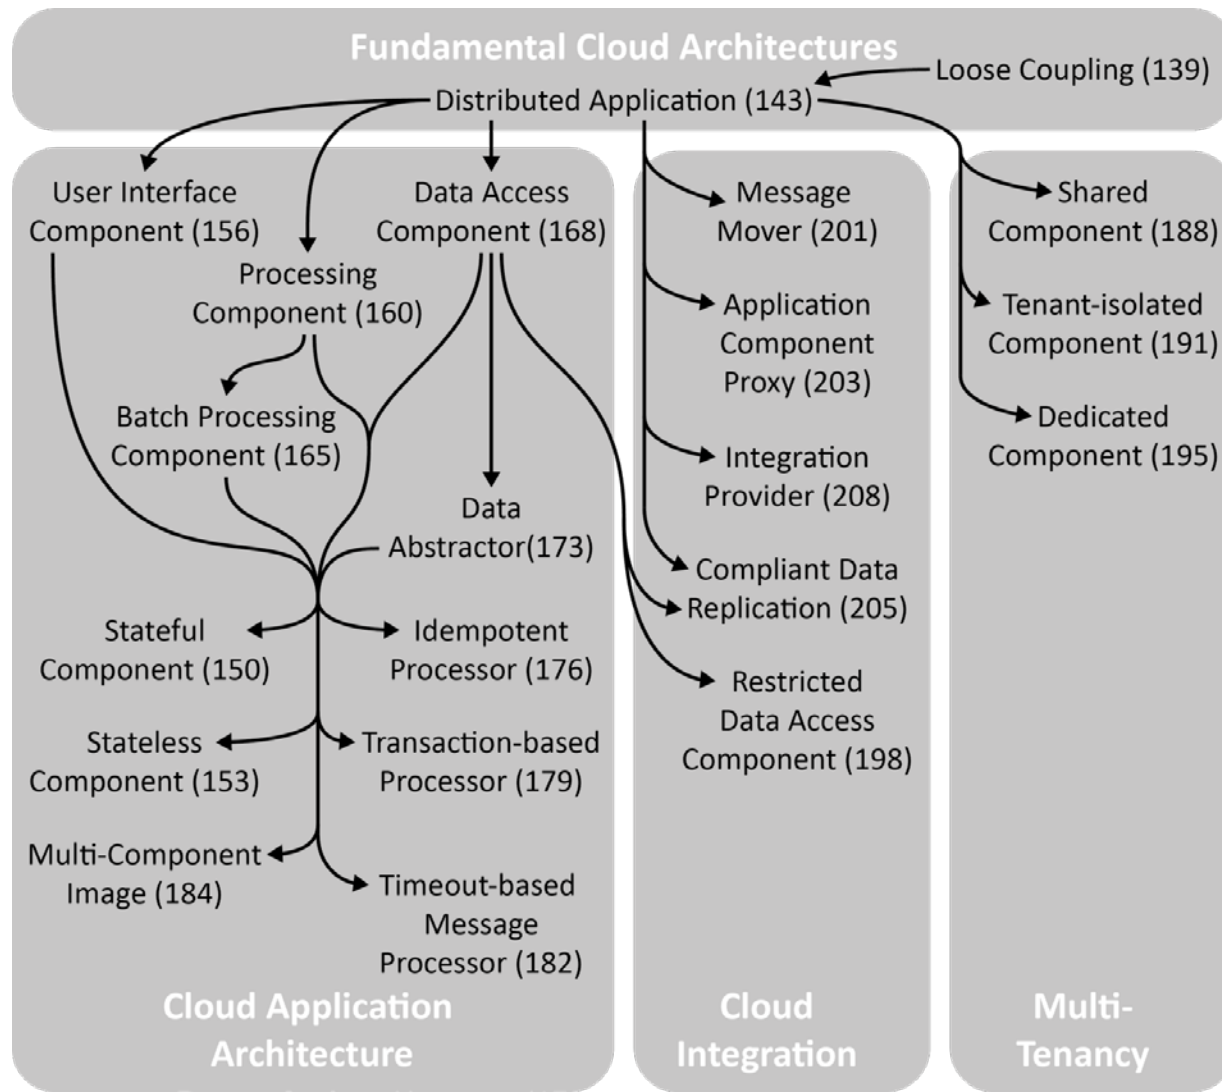 Fundamental Cloud Architectures
Loose Coupling (139)
Distributed Application (143)
User Interface
Component (156)
Data Access
Component (168)
Processing
Component (160)
Batch Processing
Component (165)
Data
Abstractor(173)
Stateful
Component (150)
Idempotent
Processor (176)
Stateless
Component (153)
Transaction-based
Processor (179)
Multi-Component
Image (184)
Timeout-based
Message
Processor (182)
Cloud Application
Architecture
Message
Mover (201)
Application
Component
Proxy (203)
Integration
Provider (208)
Compliant Data
Replication (205)
Restricted
Data Access
Component (198)
Cloud
Integration
Shared
Component (188)
Tenant-isolated
Component (191)
Dedicated
Component (195)
Multi-
Tenancy